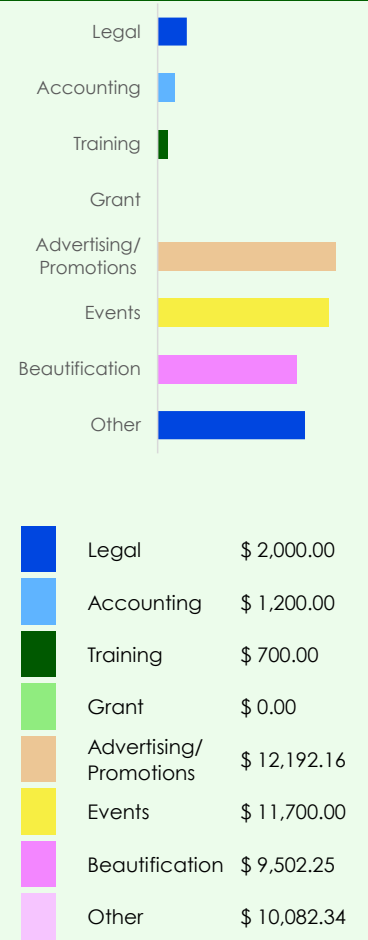 Legal
Accounting
Training
Grant
Advertising/
Promotions
Events
Beautification
Other
Legal $ 2,000.00
Accounting $ 1,200.00
Training $ 700.00
Grant $ 0.00
Advertising/
Promotions $ 12,192.16
Events $ 11,700.00
Beautification $ 9,502.25
Other $ 10,082.34